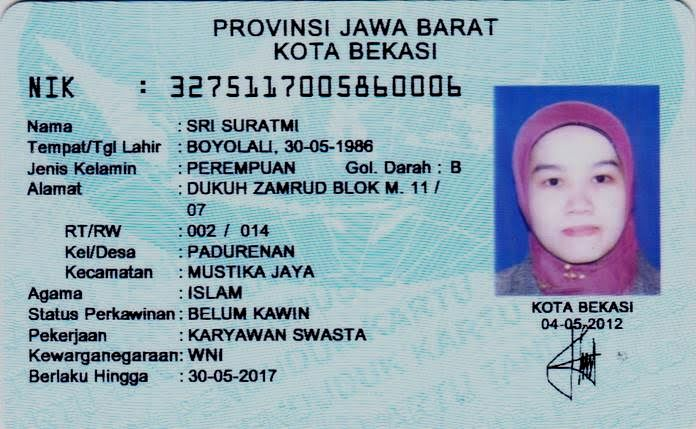 PROVINSI JAWA BARAT
KOTA BEKASI
NIK : 3275117005860006
Nama : SRI SURATMI
Tempat/Tgl Lahir : BOYOLALI, 30-05-1986
Jenis Kelamin : PEREMPUAN Gol. Darah : B
Alamat : DUKUH ZAMRUD BLOK M. 11 /
07
RT/RW : 002 / 014
Kel/Desa : PADURENAN
Kecamatan : MUSTIKA JAYA
Agama : ISLAM
Status Perkawinan: BELUM KAWIN
Pekerjaan : KARYAWAN SWASTA
Kewarganegaraan: WNI
Berlaku Hingga : 30-05-2017
KOTA BEKASI
04-05-2012